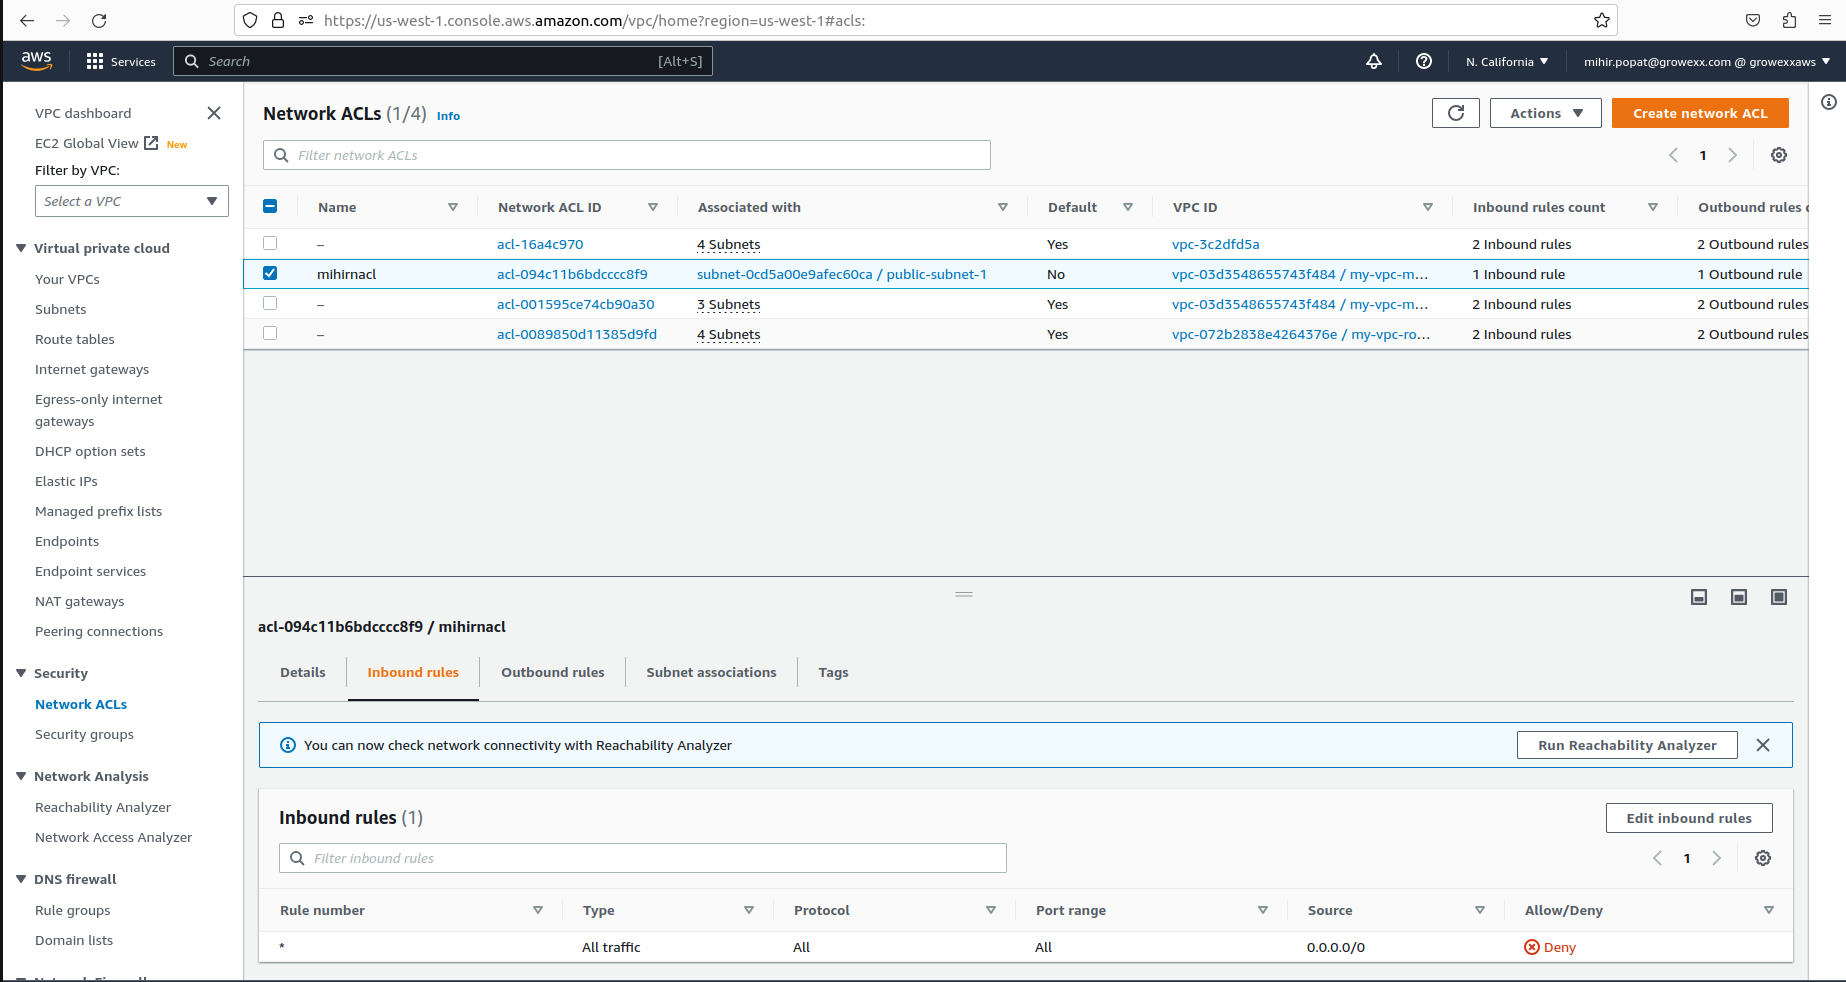 https://us-west-1.console.aws.amazon.com/vpc/home?region=us-west-1#acls:
aws Services Search [Alt+S] N. California mihir.popat@growexx.com @ growexxaws
VPC dashboard
EC2 Global View New
Filter by VPC:
Select a VPC
Virtual private cloud
Your VPCs
Subnets
Route tables
Internet gateways
Egress-only internet
gateways
DHCP option sets
Elastic IPs
Managed prefix lists
Endpoints
Endpoint services
NAT gateways
Peering connections
Security
Network ACLs
Security groups
Network Analysis
Reachability Analyzer
Network Access Analyzer
DNS firewall
Rule groups
Domain lists
Network ACLs (1/4) Info
Actions Create network ACL
Filter network ACLs
1
Name Network ACL ID Associated with Default VPC ID Inbound rules count Outbound rules c
– acl-16a4c970 4 Subnets Yes vpc-3c2dfd5a 2 Inbound rules 2 Outbound rules
mihirnacl acl-094c11b6bdcccc8f9 subnet-0cd5a00e9afec60ca / public-subnet-1 No vpc-03d3548655743f484 / my-vpc-m... 1 Inbound rule 1 Outbound rule
– acl-001595ce74cb90a30 3 Subnets Yes vpc-03d3548655743f484 / my-vpc-m... 2 Inbound rules 2 Outbound rules
– acl-0089850d11385d9fd 4 Subnets Yes vpc-072b2838e4264376e / my-vpc-ro... 2 Inbound rules 2 Outbound rules
acl-094c11b6bdcccc8f9 / mihirnacl
Details Inbound rules Outbound rules Subnet associations Tags
You can now check network connectivity with Reachability Analyzer Run Reachability Analyzer
Inbound rules (1)
Edit inbound rules
Filter inbound rules
1
Rule number Type Protocol Port range Source Allow/Deny
* All traffic All All 0.0.0.0/0 Deny